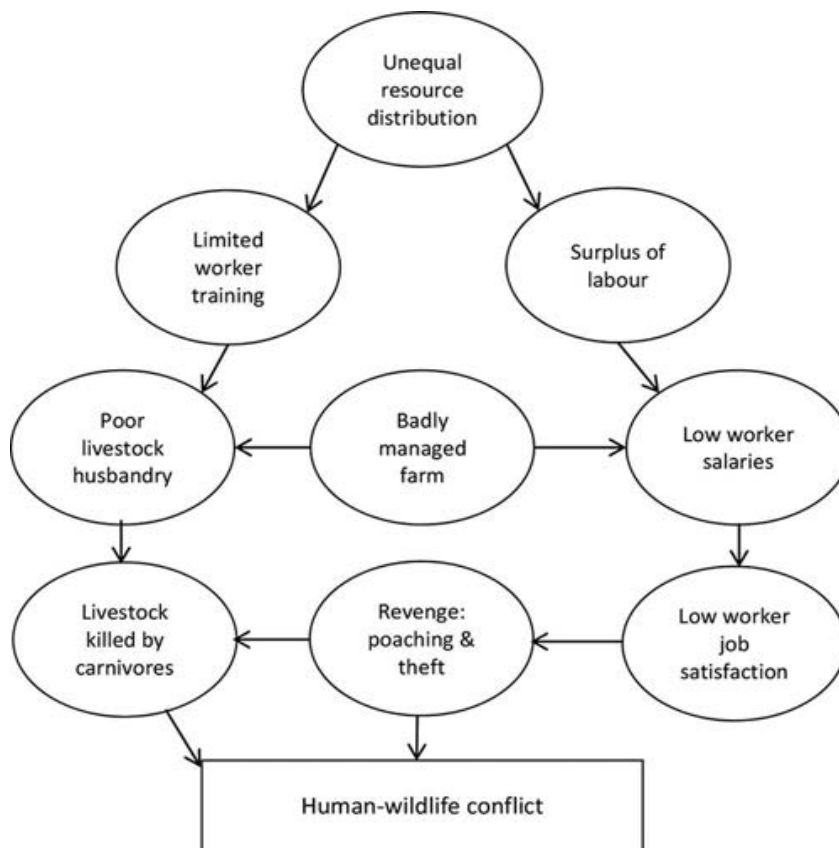 Unequal
resource
distribution
Limited
worker
training
Surplus of
labour
Poor
livestock
husbandry
Badly
managed
farm
Low worker
salaries
Livestock
killed by
carnivores
Revenge:
poaching &
theft
Low worker
job
satisfaction
Human-wildlife conflict